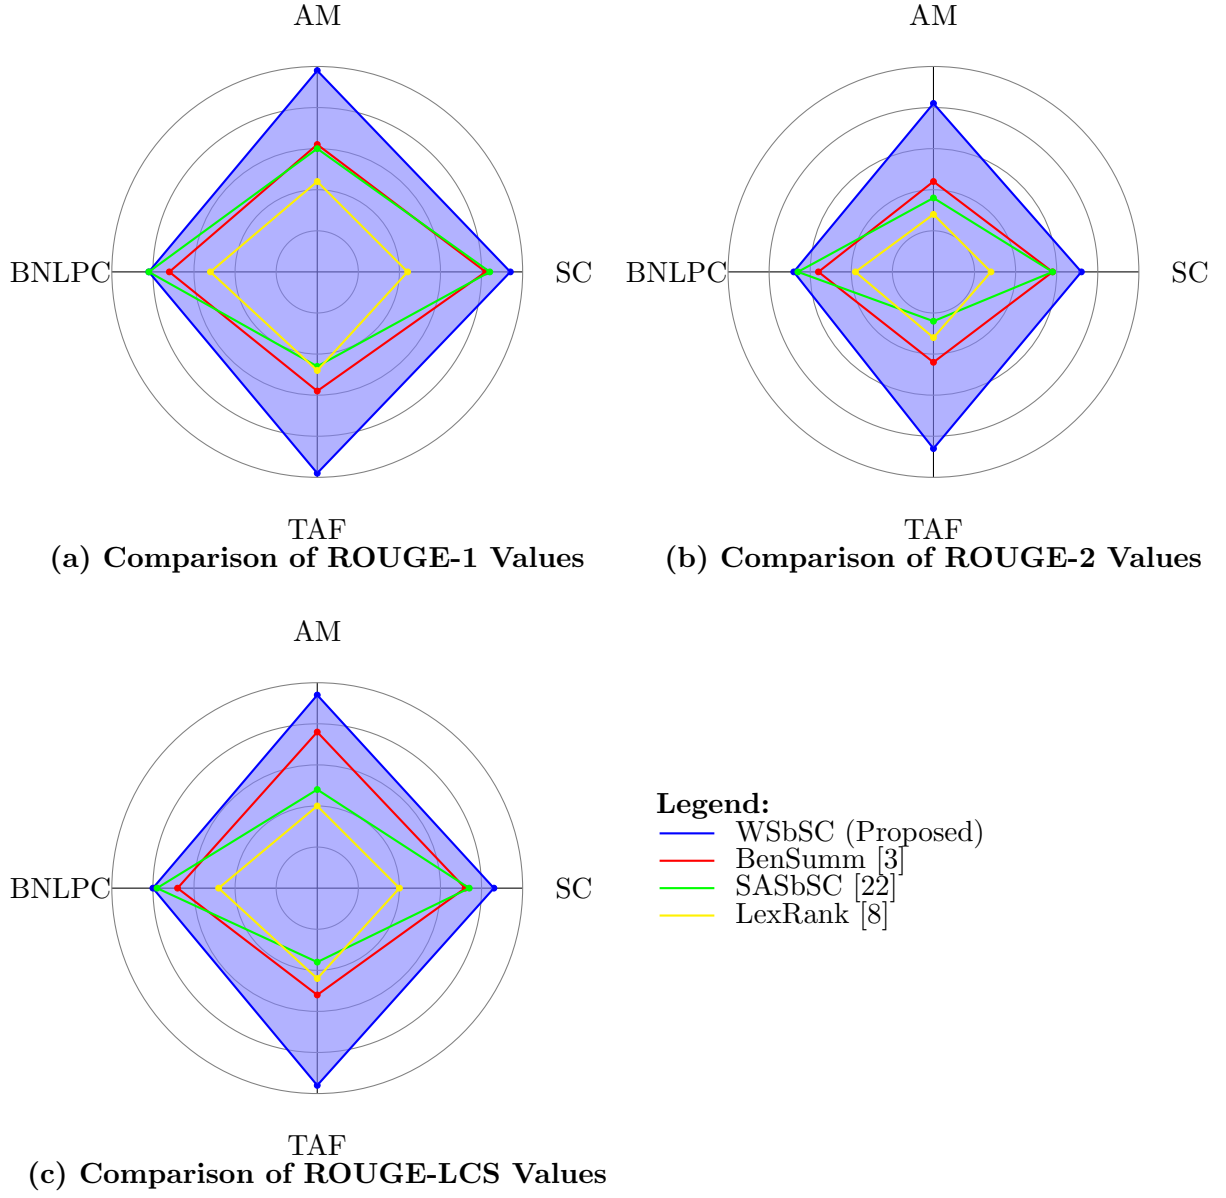 AM
BNLPC
SC
TAF
(a) Comparison of ROUGE-1 Values
AM
BNLPC
SC
TAF
(b) Comparison of ROUGE-2 Values
AM
BNLPC
SC
TAF
(c) Comparison of ROUGE-LCS Values
Legend:
WSbSC (Proposed)
BenSumm [3]
SASbSC [22]
LexRank [8]